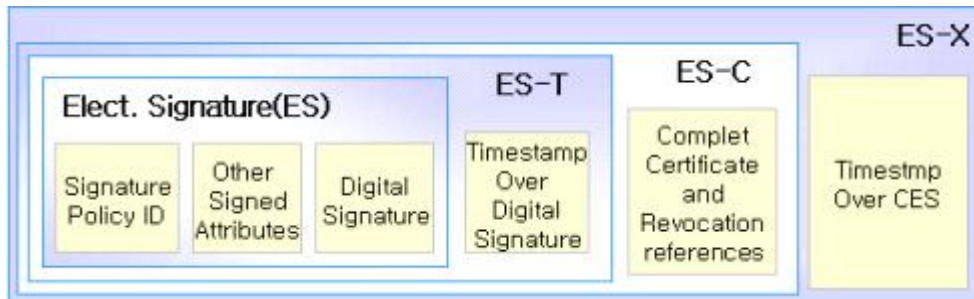 ES-X
ES-C
ES-T
Elect. Signature(ES)
Signature
Policy ID
Other
Signed
Attributes
Digital
Signature
Timestamp
Over
Digital
Signature
Complet
Certificate
and
Revocation
references
Timestmp
Over CES